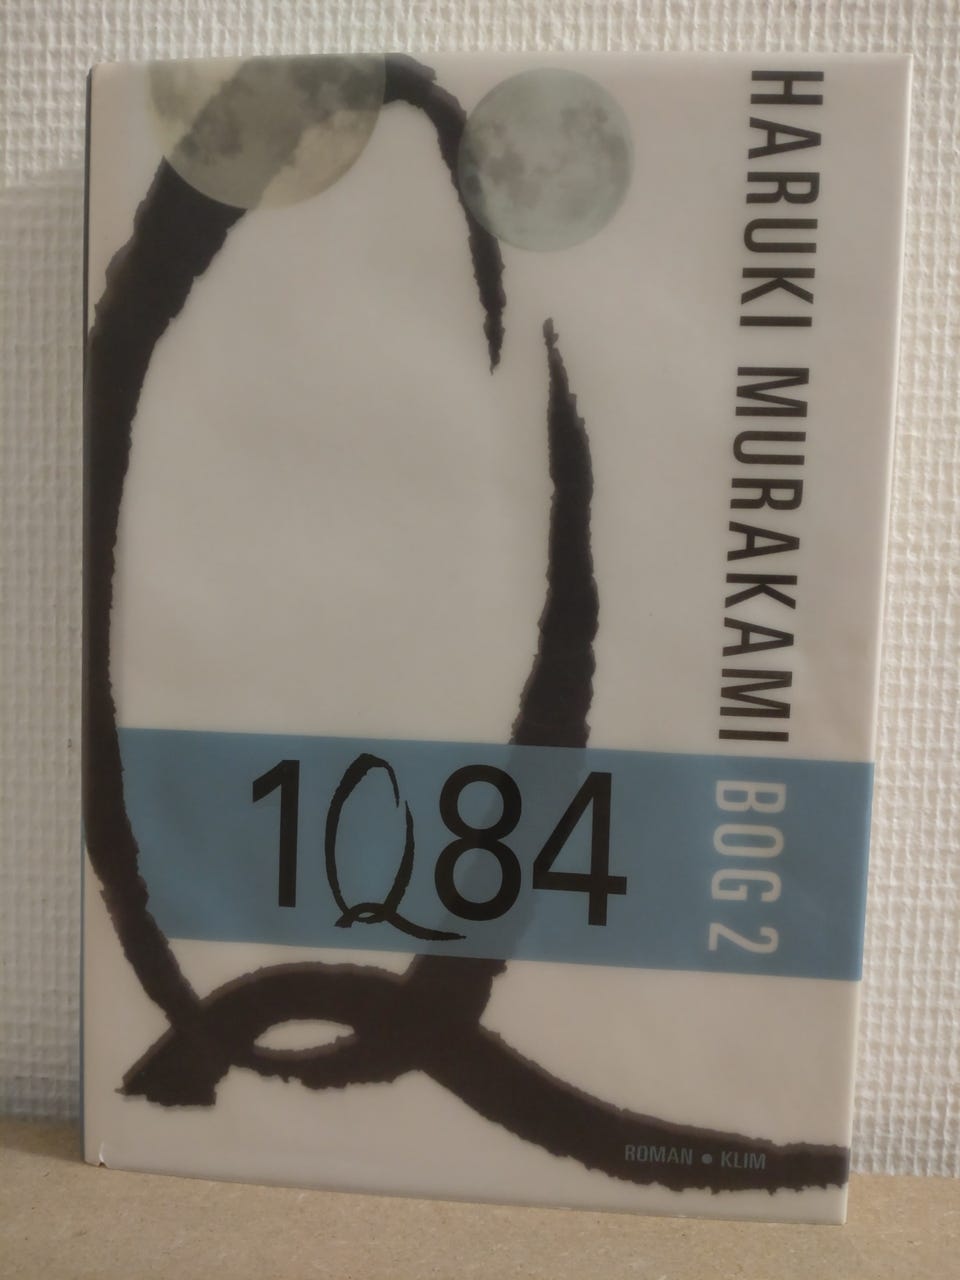 HARUKI MURAKAMI BOG 2
1Q84
ROMAN • KLIM